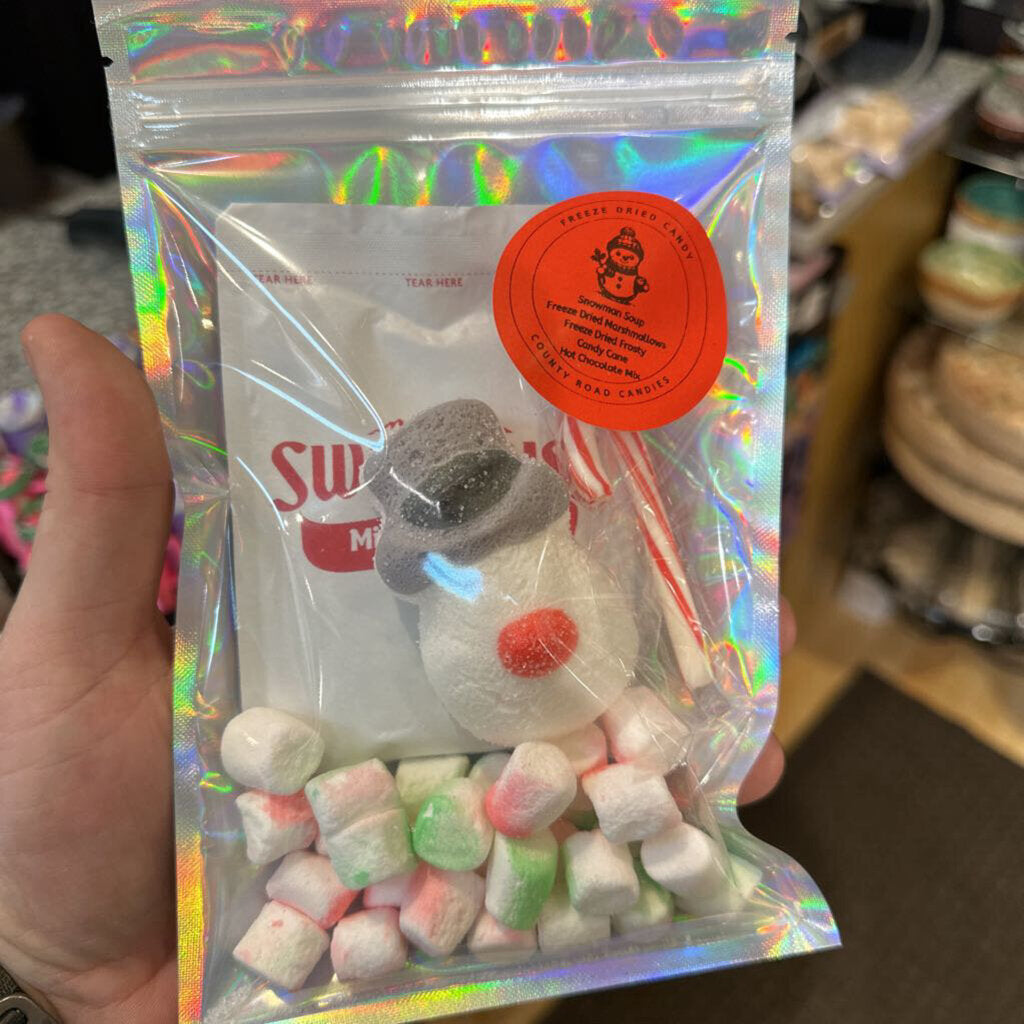 FREEZE DRIED CANDY
Snowman Soup
Freeze Dried Marshmallows
Freeze Dried Frosty
Candy Cane
Hot Chocolate Mix
COUNTY ROAD CANDIES
TEAR HERE TEAR HERE